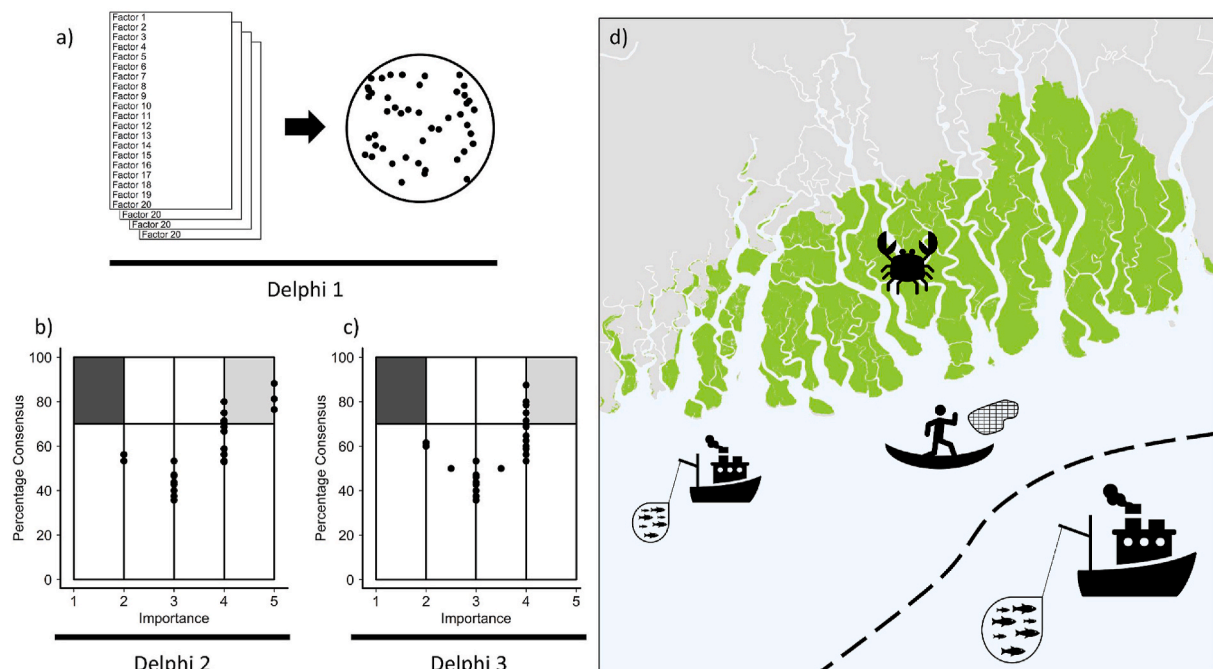 a)
Factor 1
Factor 2
Factor 3
Factor 4
Factor 5
Factor 6
Factor 7
Factor 8
Factor 9
Factor 10
Factor 11
Factor 12
Factor 13
Factor 14
Factor 15
Factor 16
Factor 17
Factor 18
Factor 19
Factor 20
Factor 20
Factor 20
Factor 20
Delphi 1
b)
Percentage Consensus
100
80
60
40
20
0
1 2 3 4 5
Importance
Delphi 2
c)
Percentage Consensus
100
80
60
40
20
0
1 2 3 4 5
Importance
Delphi 3
d)